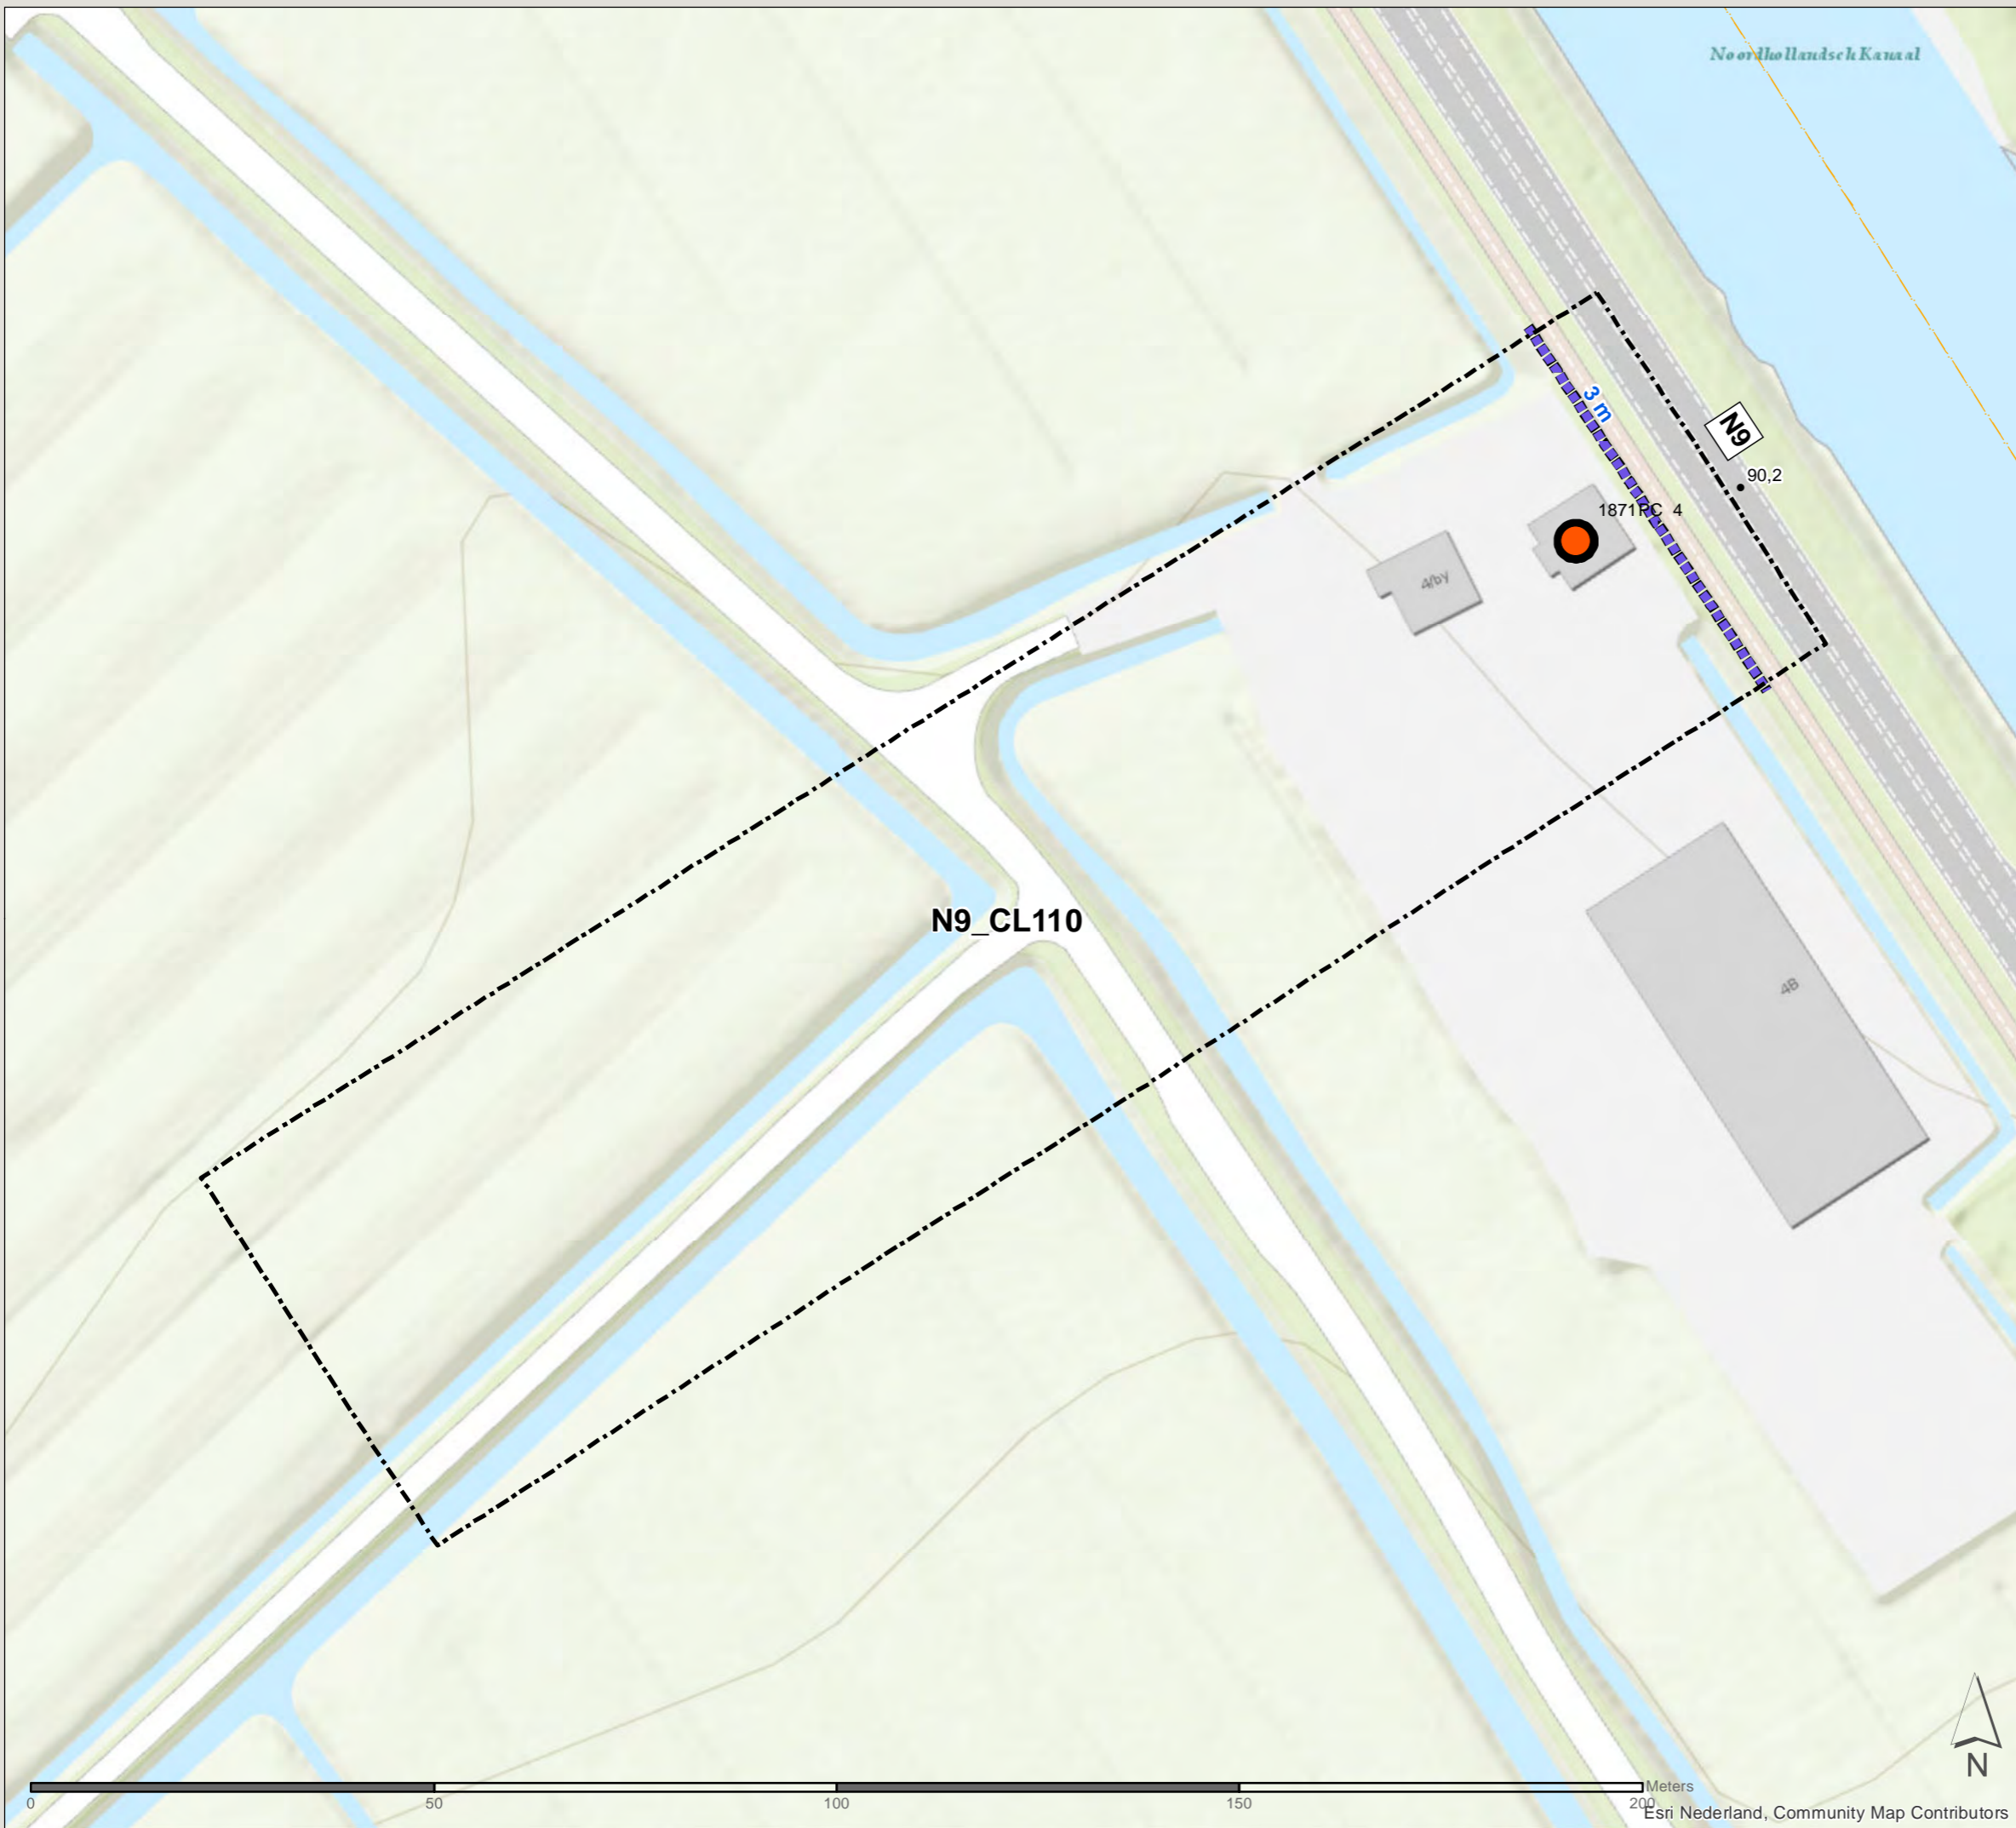 Noordhollandsch Kanaal
3 m
N9
90,2
1871PC 4
4/by
N9_CL110
4B
N
Meters
0 50 100 150 200
Esri Nederland, Community Map Contributors